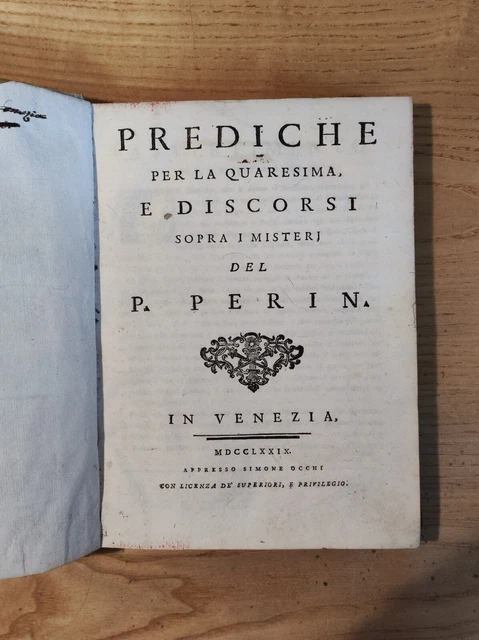 PREDICHE
PER LA QUARESIMA,
E DISCORSI
SOPRA I MISTERJ
DEL
P. PERIN.
IN VENEZIA,
MDCCLXXIX.
APPRESSO SIMONE OCCHI
CON LICENZA DE' SUPERIORI, E PRIVILEGIO.